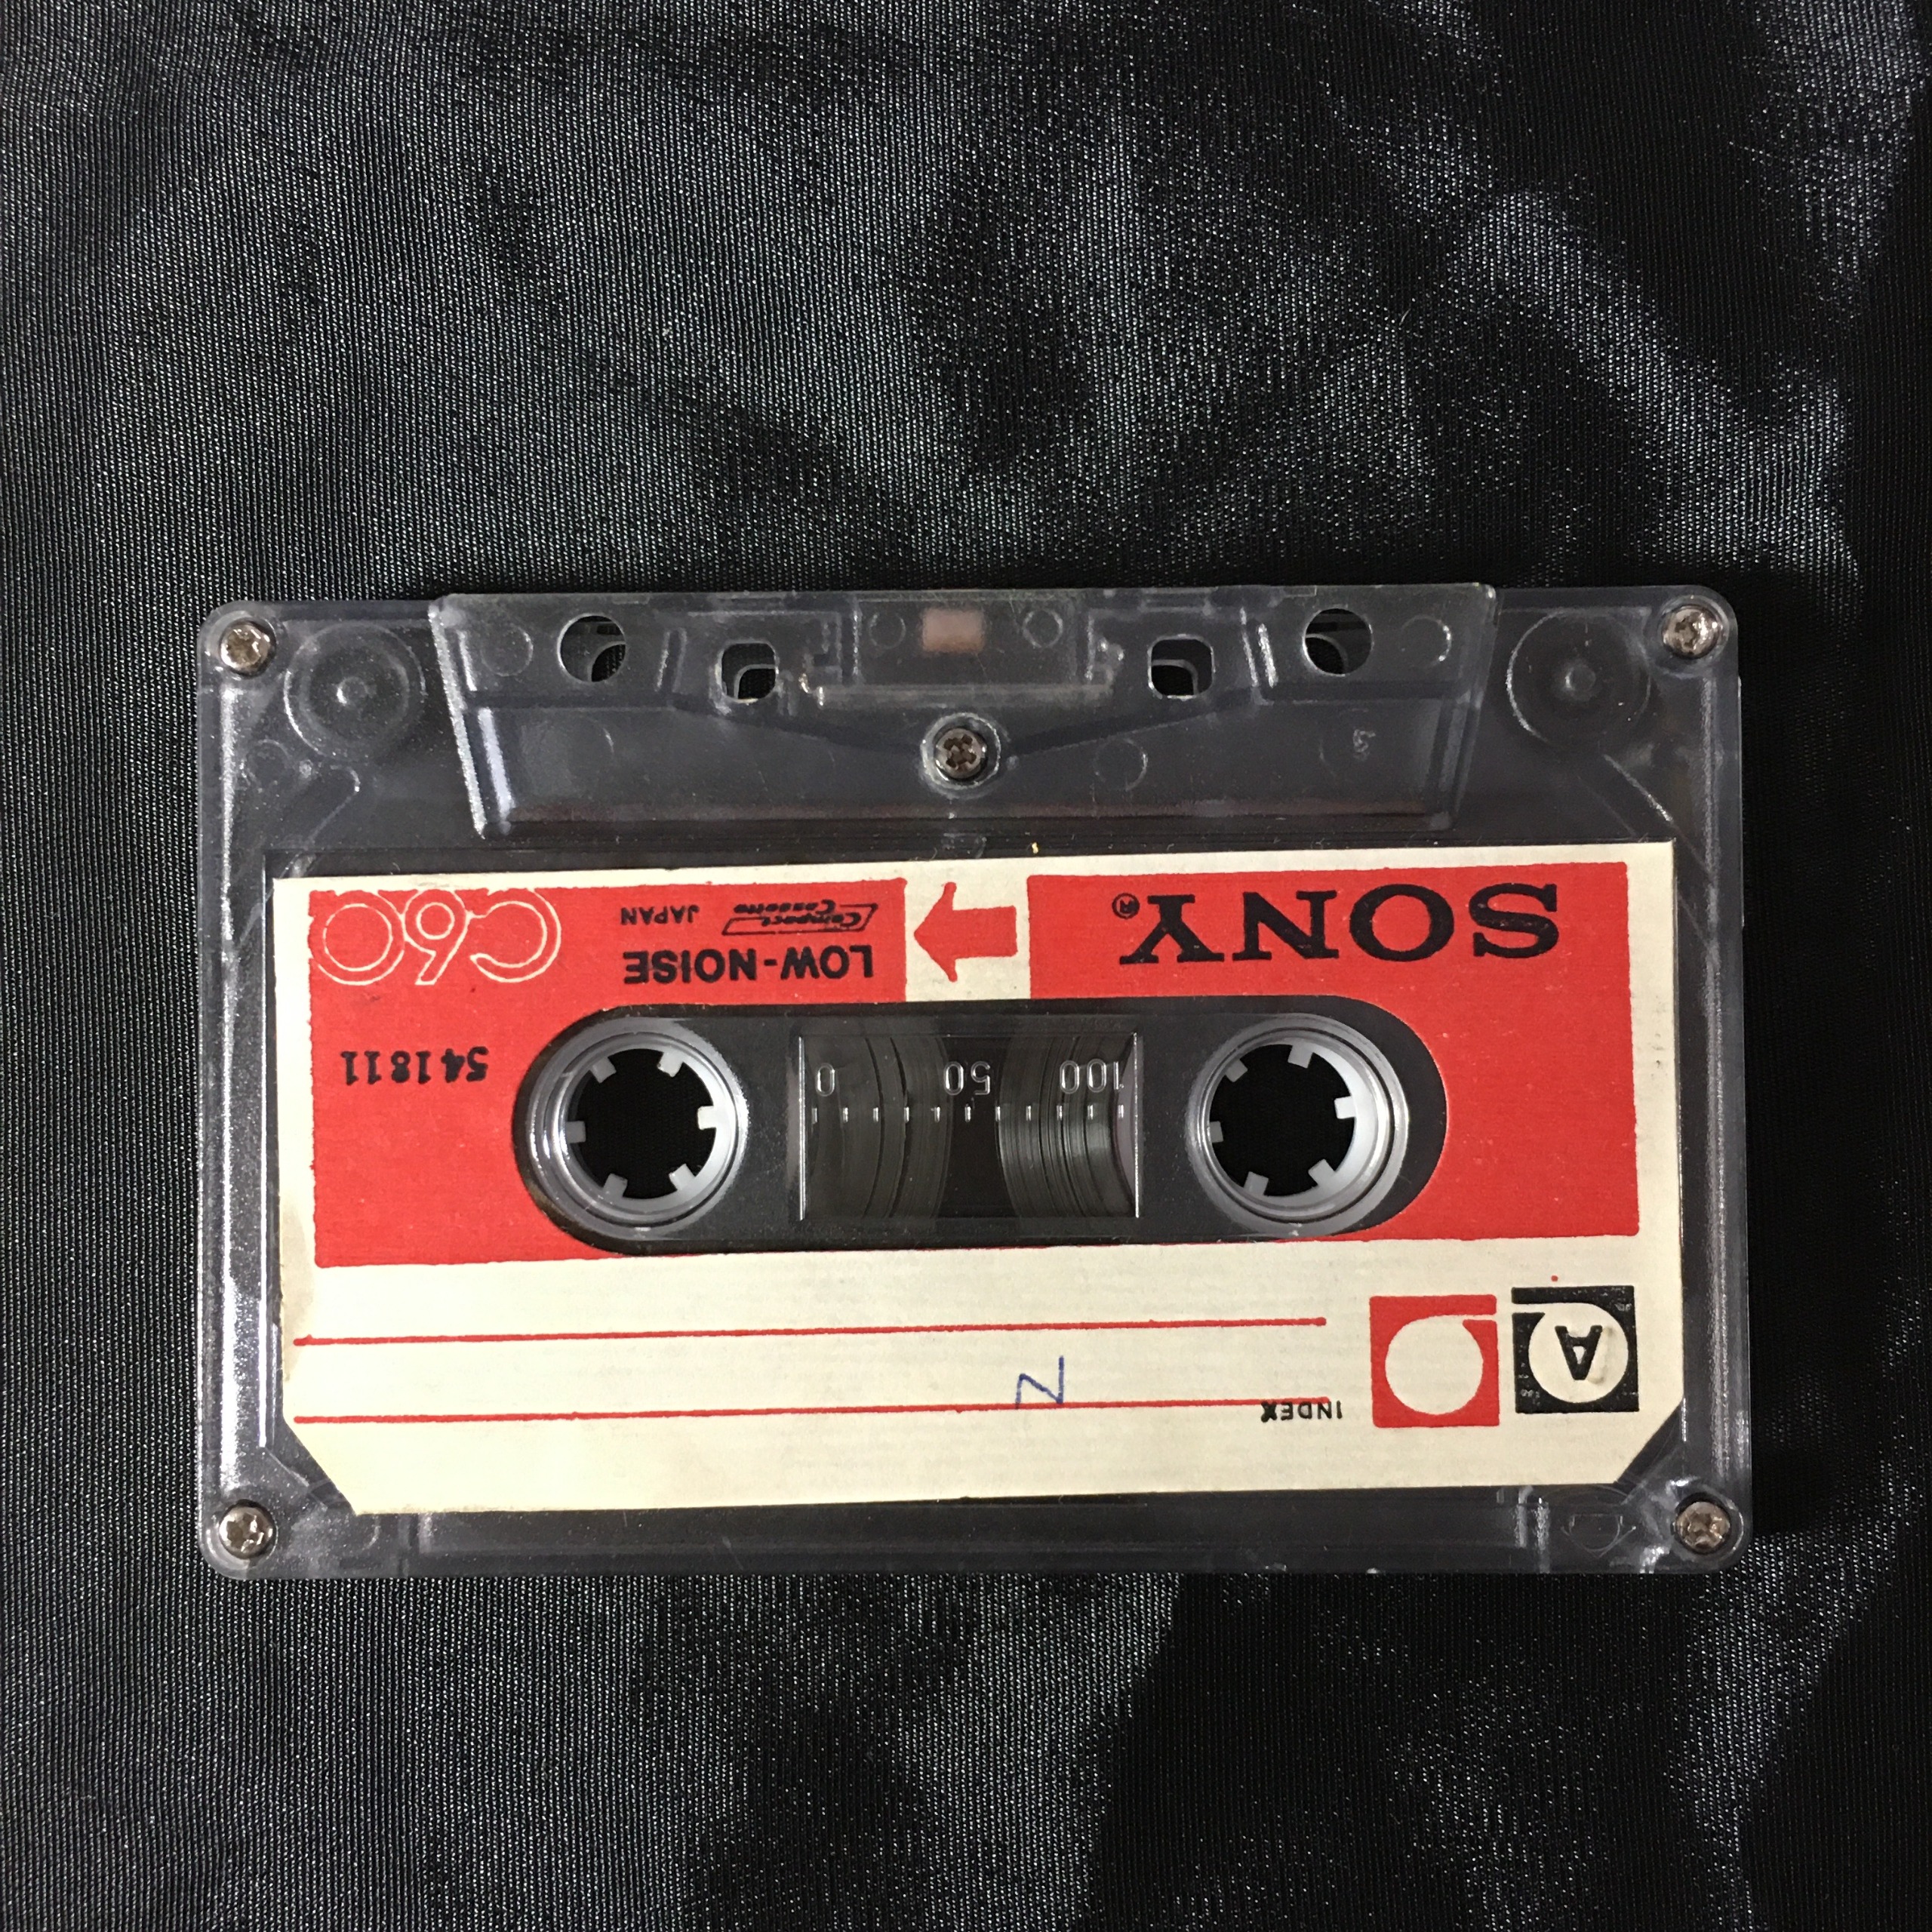 A
INDEX
N
541811
100 50 0
SONY®
LOW-NOISE
Compact
Cassette
JAPAN
C60